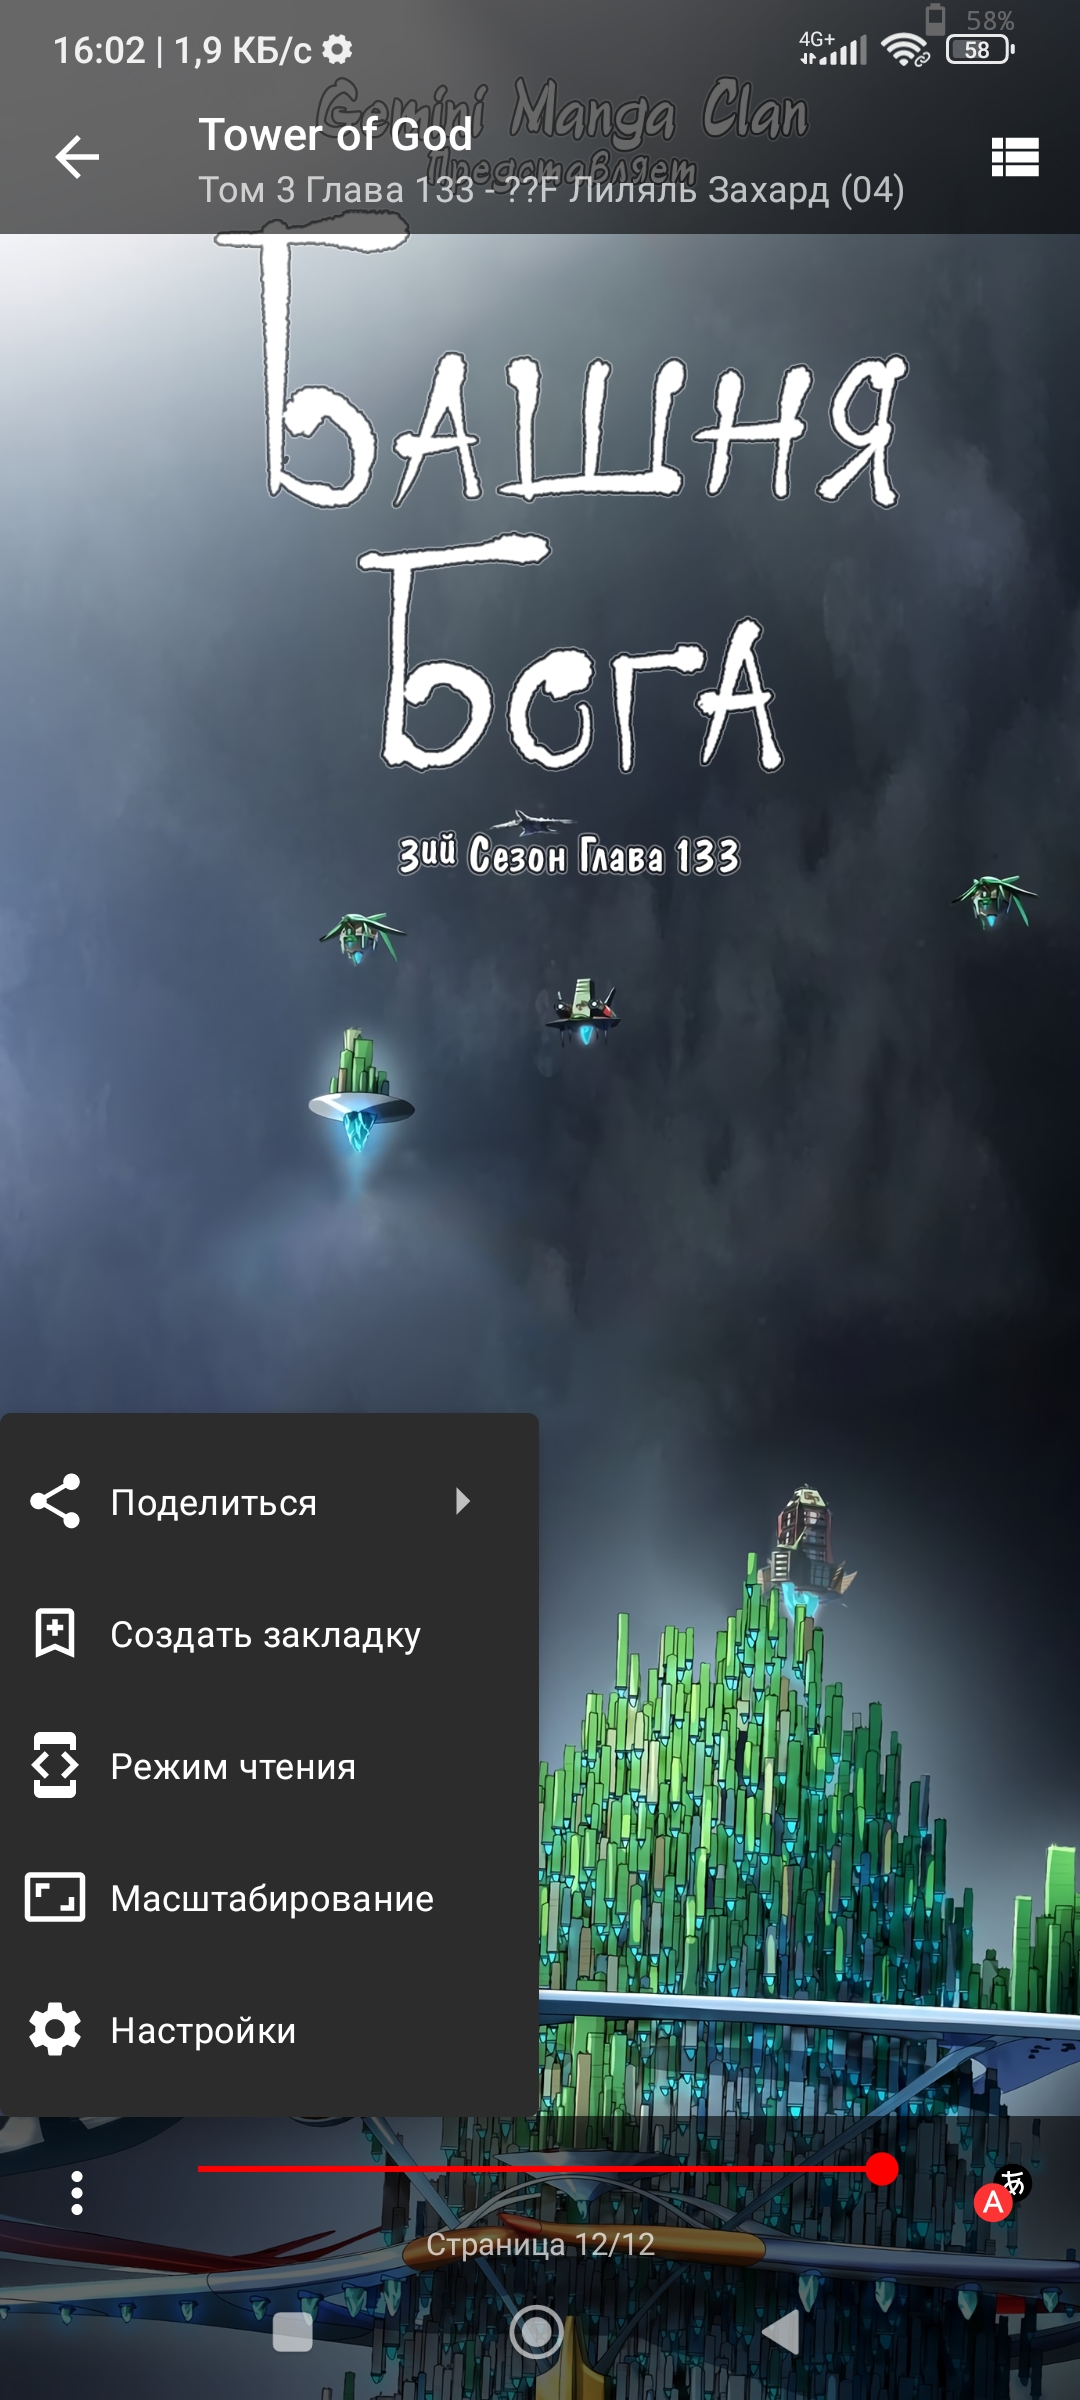 58%
16:02 | 1,9 КБ/с
4G+
58
Gemini Manga Clan
Представляет
Tower of God
Том 3 Глава 133 - ??F Лиляль Захард (04)
Башня
Бога
3ий Сезон Глава 133
Поделиться
Создать закладку
Режим чтения
Масштабирование
Настройки
A あ
Страница 12/12